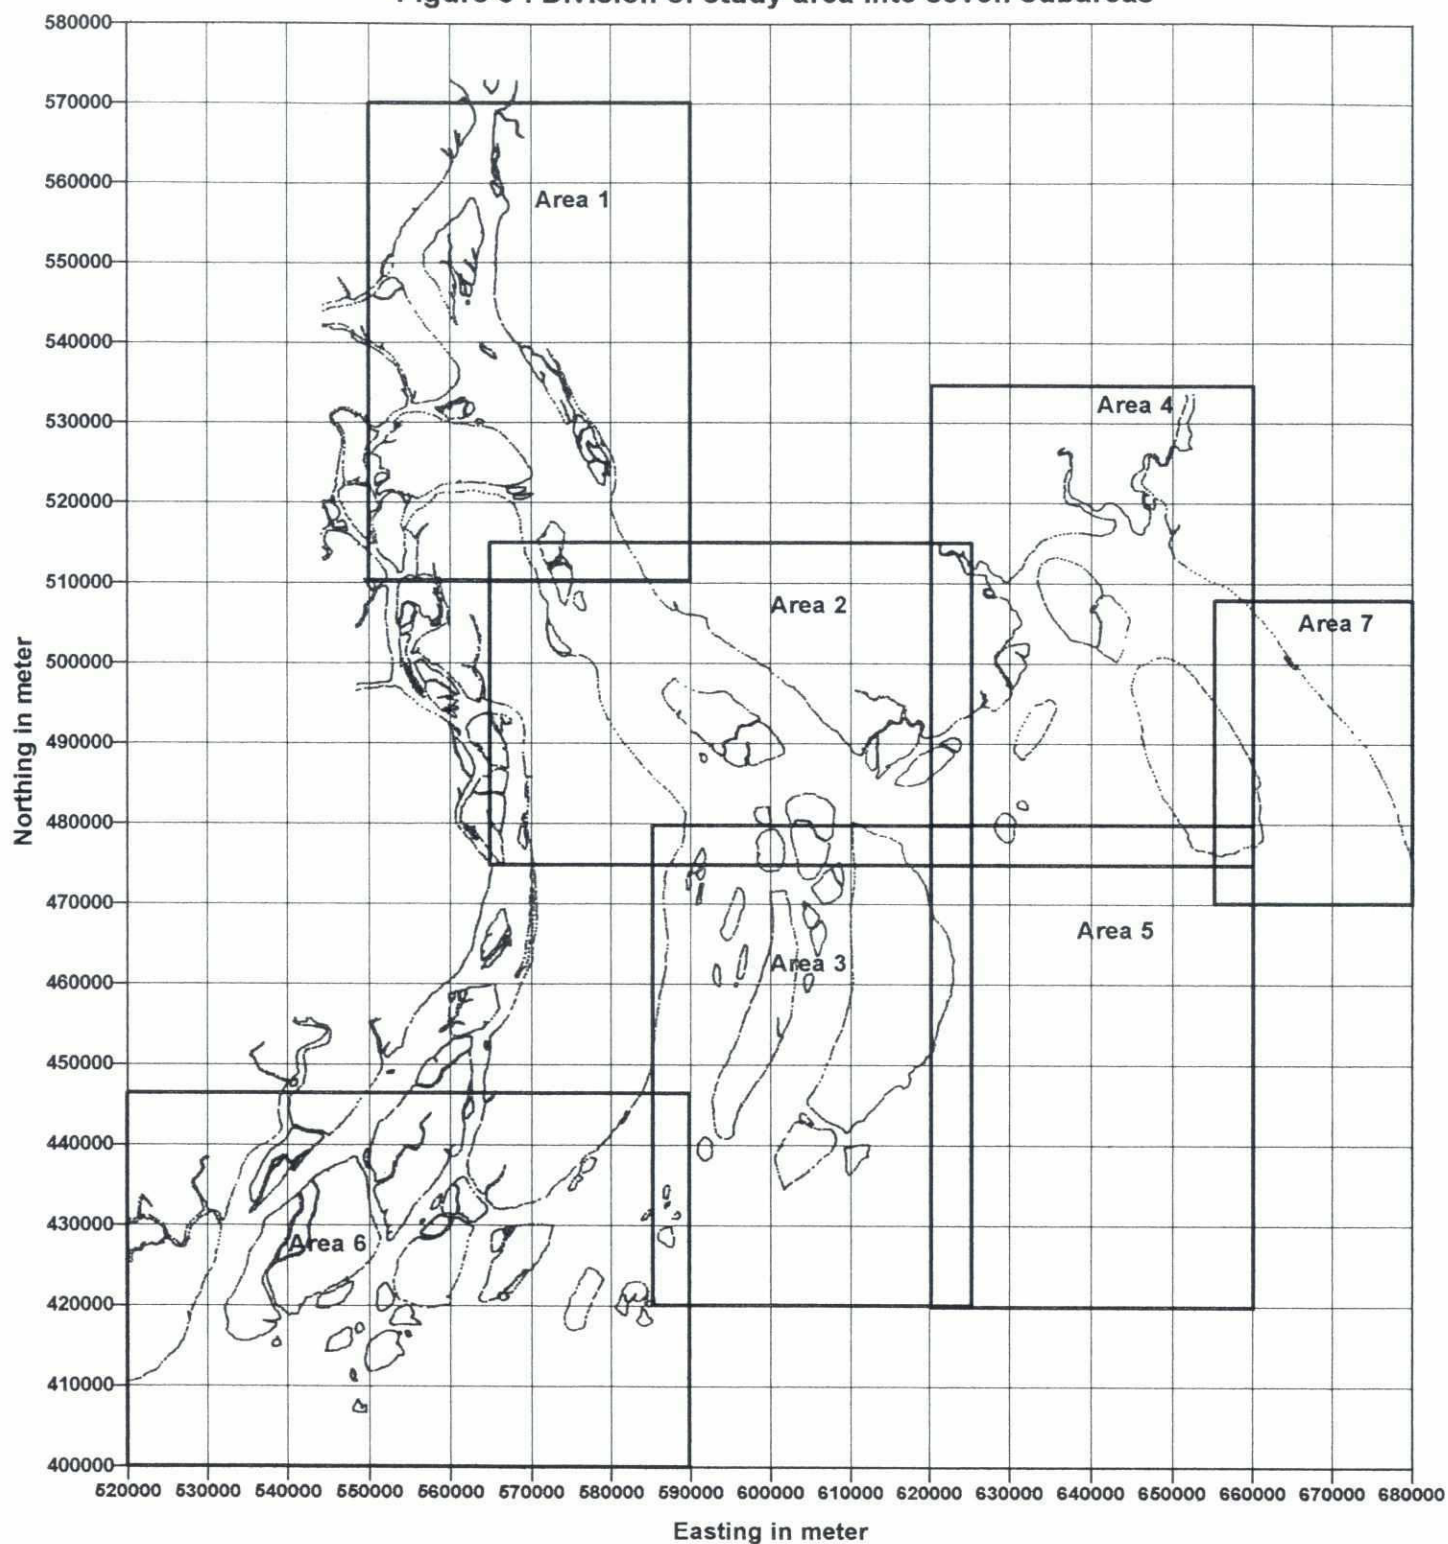 Figure 3 : Division of study area into seven subareas
580000
570000
560000
550000
540000
530000
520000
510000
500000
490000
480000
470000
460000
450000
440000
430000
420000
410000
400000
Northing in meter
Area 1
Area 4
Area 2
Area 7
Area 5
Area 3
Area 6
520000 530000 540000 550000 560000 570000 580000 590000 600000 610000 620000 630000 640000 650000 660000 670000 680000
Easting in meter